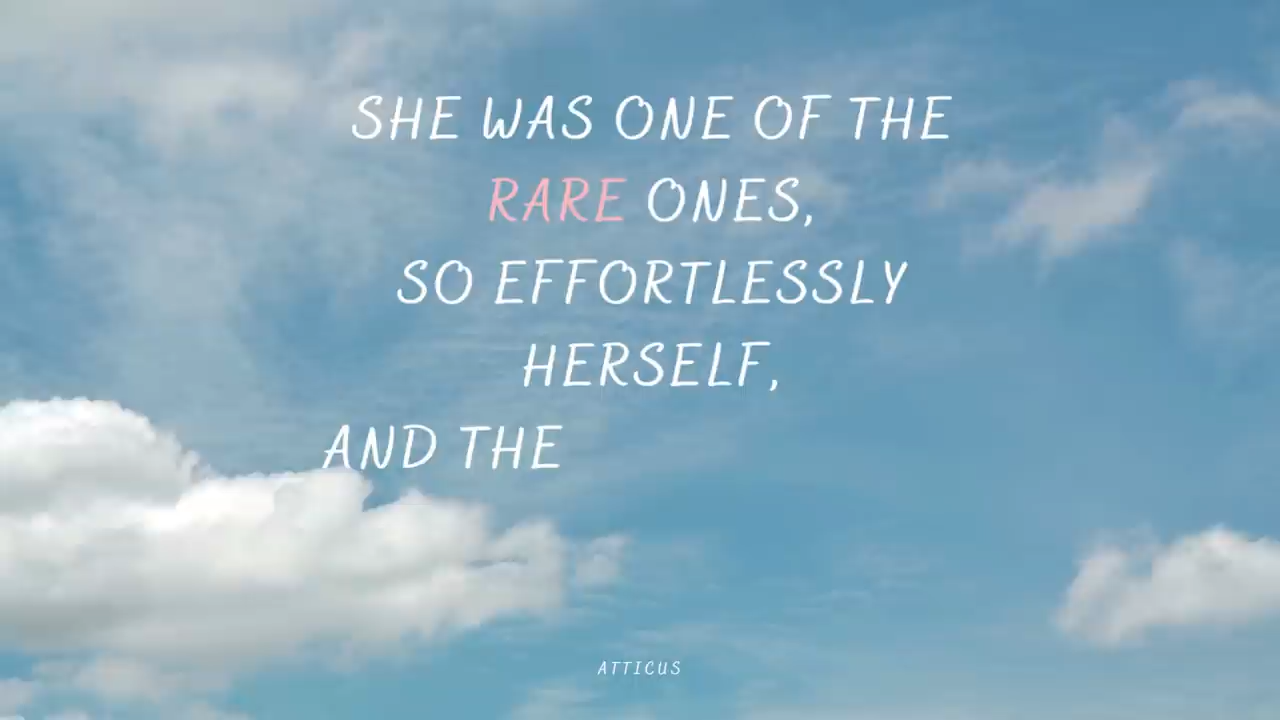 SHE WAS ONE OF THE
RARE ONES,
SO EFFORTLESSLY
HERSELF,
AND THE
ATTICUS